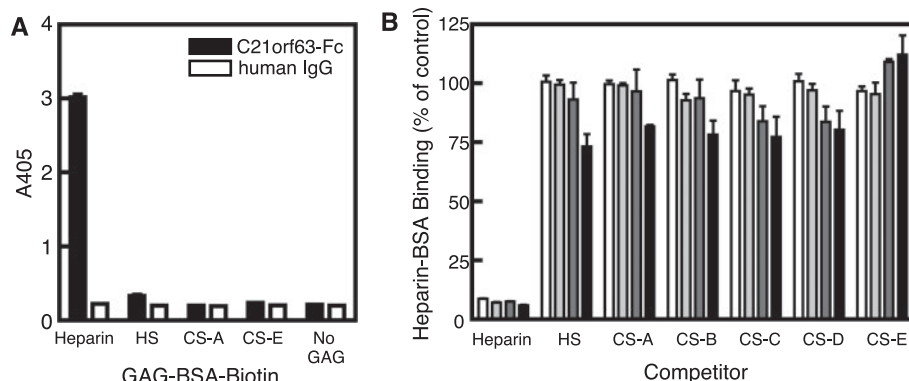 A
4
3
2
1
0
A405
C21orf63-Fc
human IgG
Heparin HS CS-A CS-E No GAG
GAG-BSA-Biotin
B
125
100
75
50
25
0
Heparin-BSA Binding (% of control)
Heparin HS CS-A CS-B CS-C CS-D CS-E
Competitor